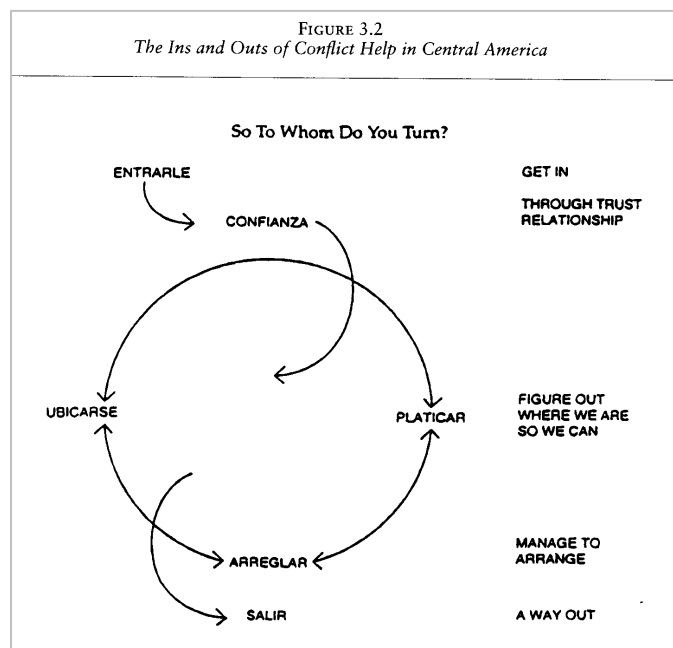 FIGURE 3.2
The Ins and Outs of Conflict Help in Central America
So To Whom Do You Turn?
ENTRARLE
GET IN
CONFIANZA
THROUGH TRUST
RELATIONSHIP
UBICARSE
PLATICAR
FIGURE OUT
WHERE WE ARE
SO WE CAN
ARREGLAR
MANAGE TO
ARRANGE
SALIR
A WAY OUT